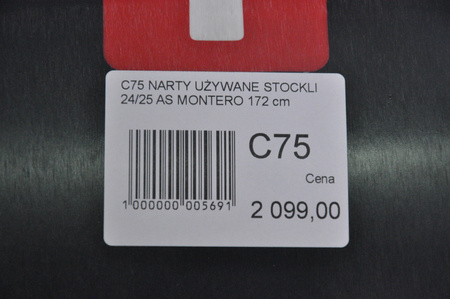 C75 NARTY UŻYWANE STOCKLI
24/25 AS MONTERO 172 cm
C75
Cena
1 000000 005691
2 099,00